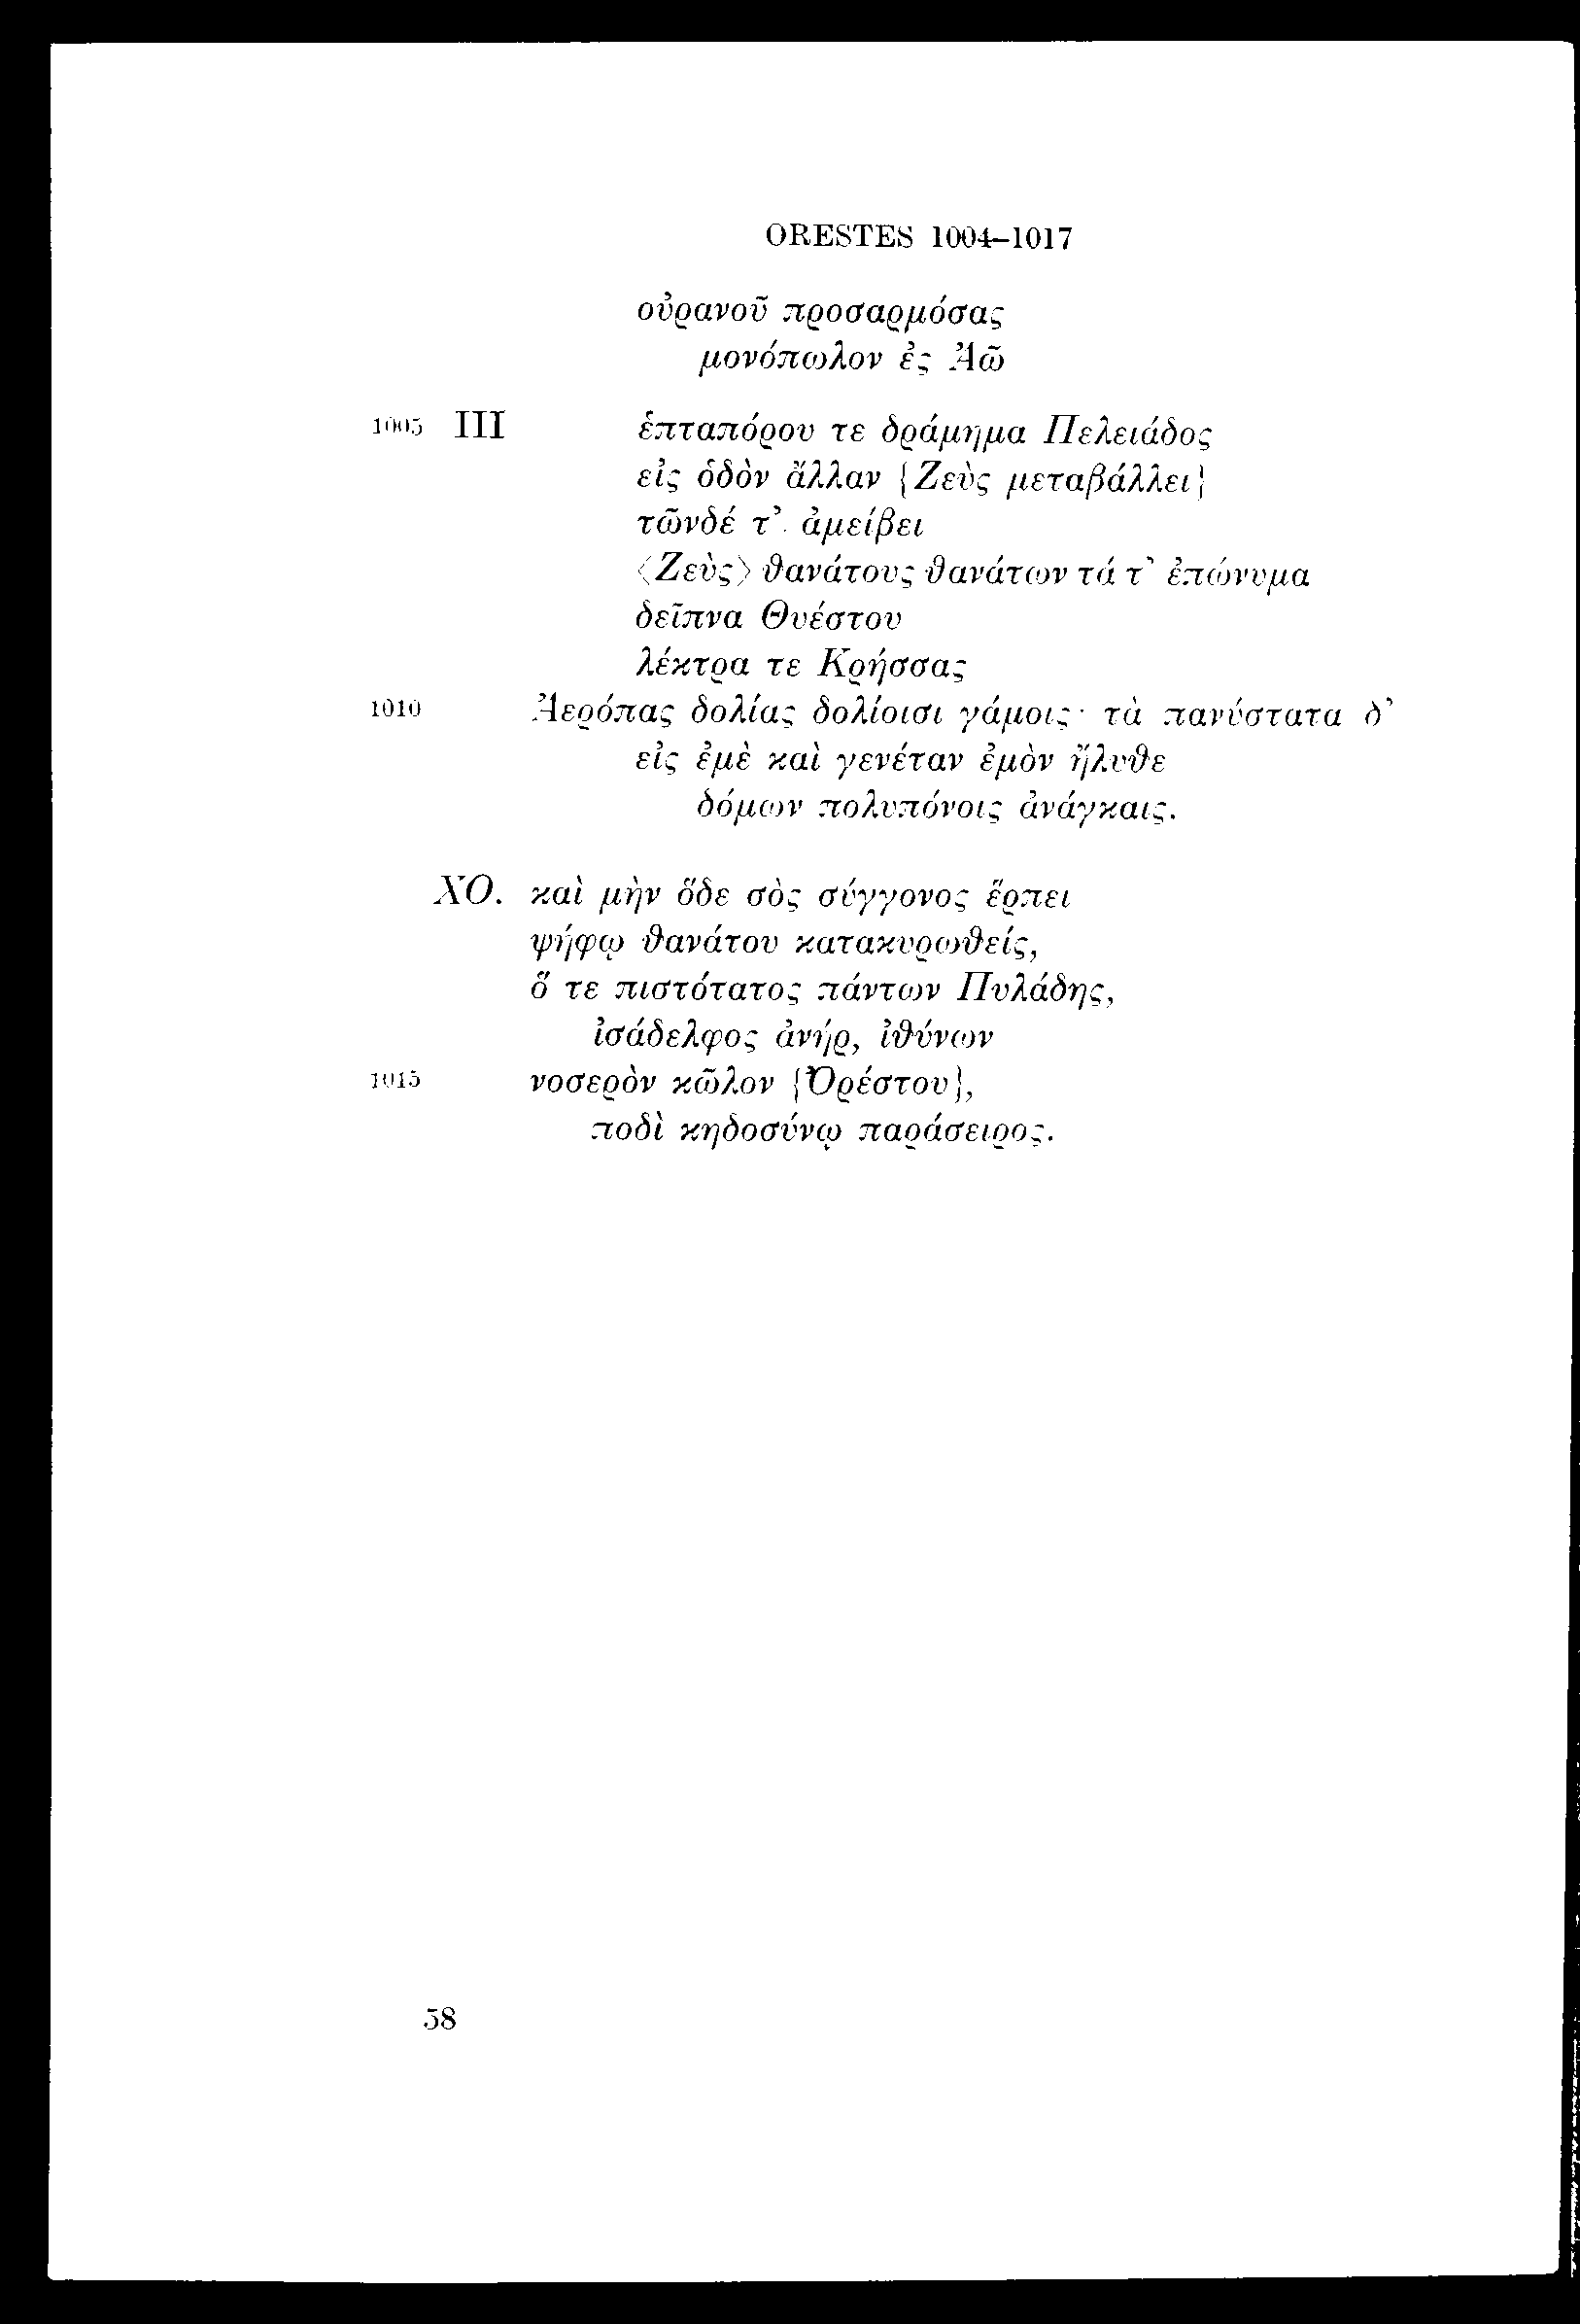 ORESTES 1004–1017
οὐρανοῦ προσαρμόσας
μονόπωλον ἐς Ἀῶ
1005 III ἑπταπόρου τε δράμημα Πελειάδος
εἰς ὁδὸν ἄλλαν {Ζεὺς μεταβάλλει}
τῶνδέ τ’ ἀμείβει
⟨Ζεὺς⟩ θανάτους θανάτων τά τ’ ἐπώνυμα
δεῖπνα Θυέστου
λέκτρα τε Κρήσσας
1010 Ἀερόπας δολίας δολίοισι γάμοις· τὰ πανύστατα δ’
εἰς ἐμὲ καὶ γενέταν ἐμὸν ἤλυθε
δόμων πολυπόνοις ἀνάγκαις.
ΧΟ. καὶ μὴν ὅδε σὸς σύγγονος ἕρπει
ψήφῳ θανάτου κατακυρωθείς,
ὅ τε πιστότατος πάντων Πυλάδης,
ἰσάδελφος ἀνήρ, ἰθύνων
1015 νοσερὸν κῶλον {Ὀρέστου},
ποδὶ κηδοσύνῳ παράσειρος.
58